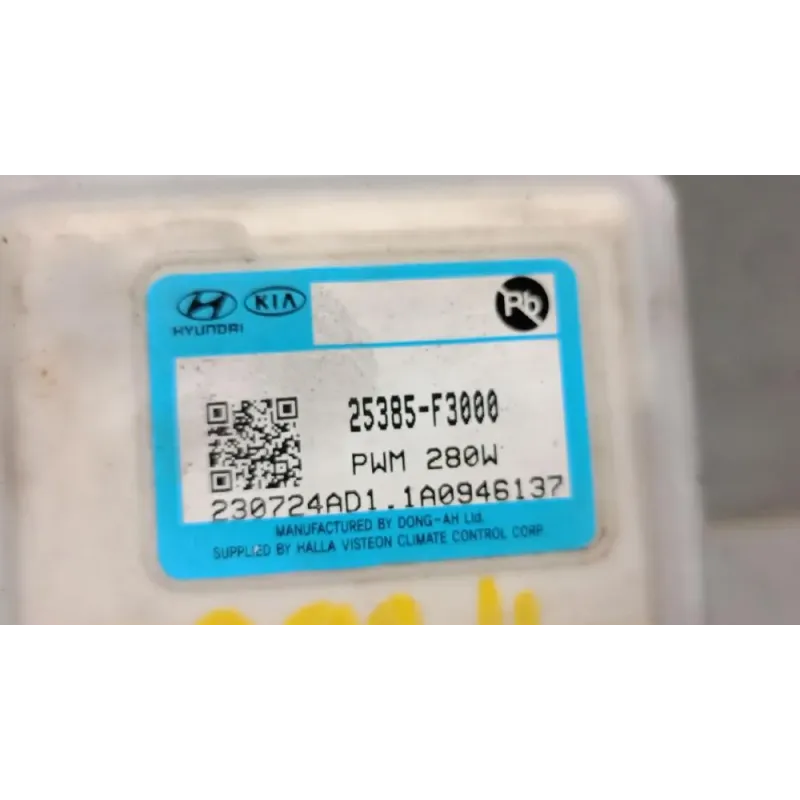 HYUNDAI
KIA
Pb
25385-F3000
PWM 280W
230724AD1.1A0946137
MANUFACTURED BY DONG-AH Ltd.
SUPPLIED BY HALLA VISTEON CLIMATE CONTROL CORP.